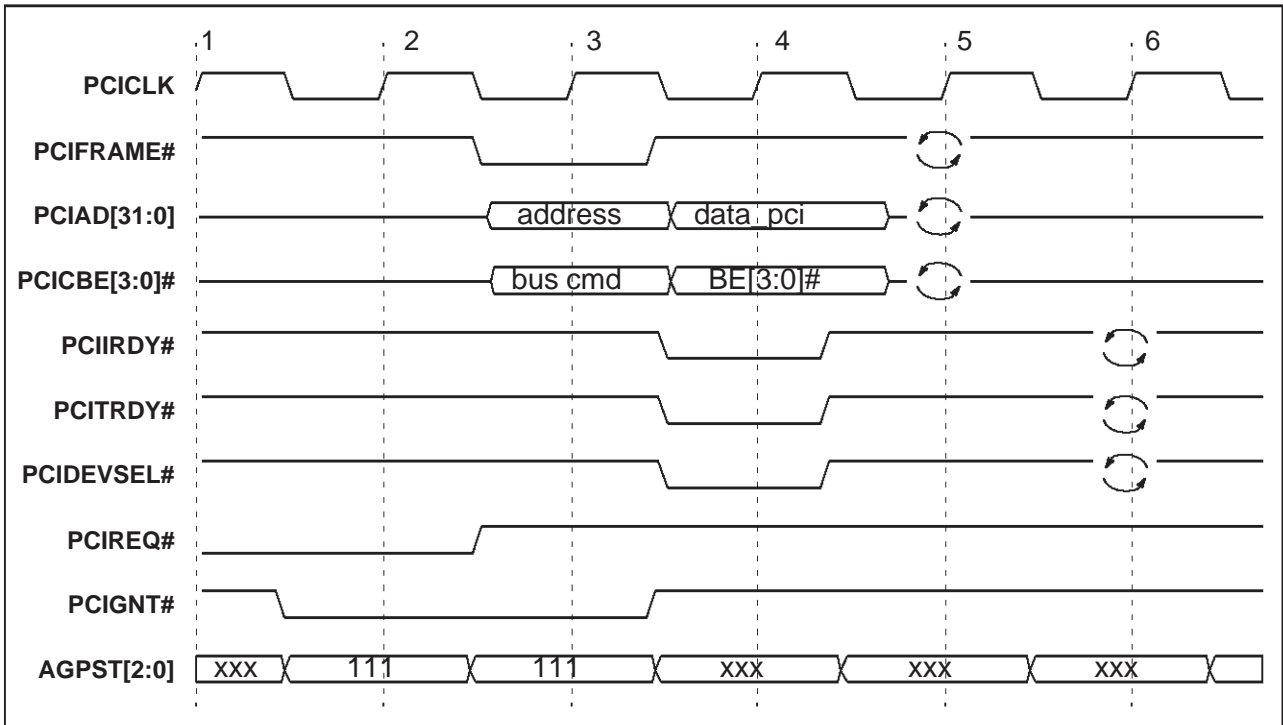 1 2 3 4 5 6
PCICLK
PCIFRAME#
PCIAD[31:0] address data_pci
PCICBE[3:0]# bus cmd BE[3:0]#
PCIIRDY#
PCITRDY#
PCIDEVSEL#
PCIREQ#
PCIGNT#
AGPST[2:0] xxx 111 111 xxx xxx xxx